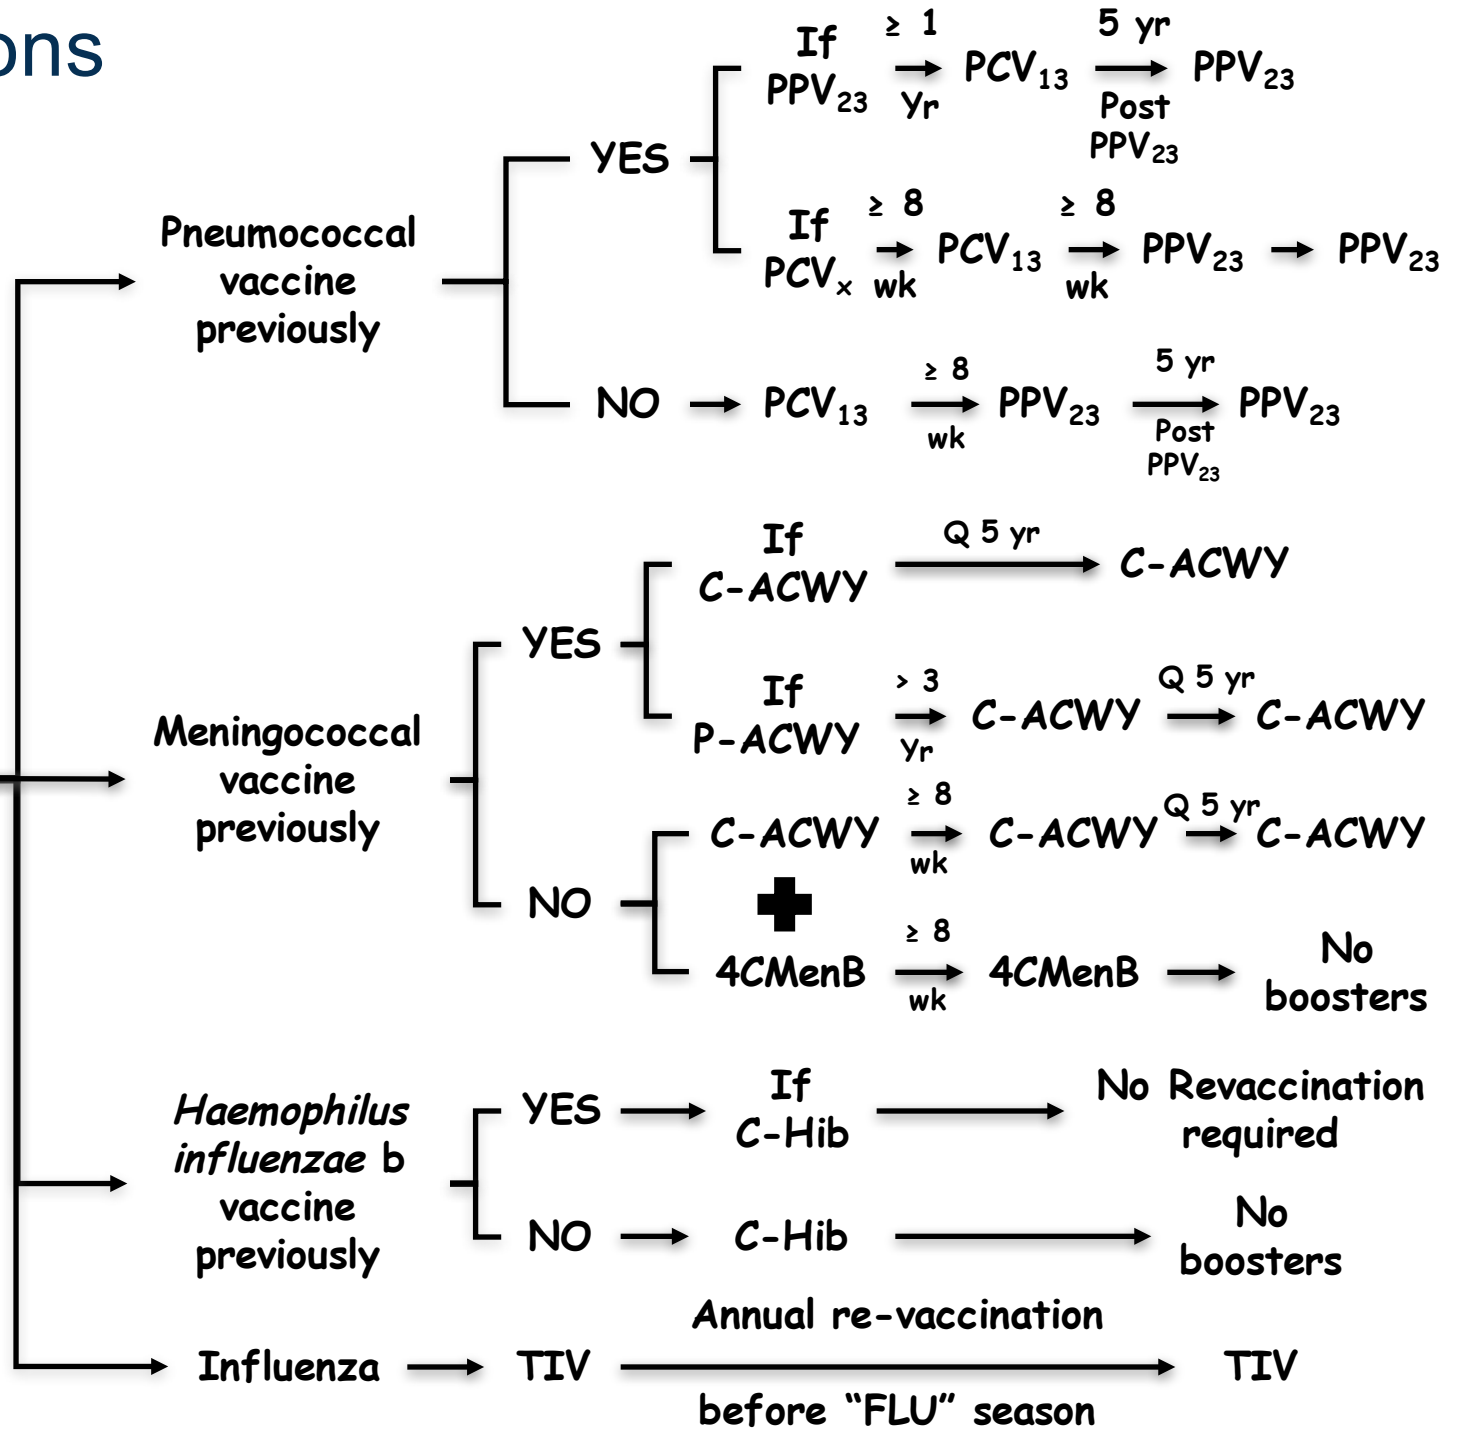 ons
Pneumococcal
vaccine
previously
YES
If
PPV₂₃
≥ 1
Yr
PCV₁₃
5 yr
Post
PPV₂₃
PPV₂₃
If
PCVₓ
≥ 8
wk
PCV₁₃
≥ 8
wk
PPV₂₃
PPV₂₃
NO
PCV₁₃
≥ 8
wk
PPV₂₃
5 yr
Post
PPV₂₃
PPV₂₃
Meningococcal
vaccine
previously
YES
If
C-ACWY
Q 5 yr
C-ACWY
If
P-ACWY
> 3
Yr
C-ACWY
Q 5 yr
C-ACWY
NO
C-ACWY
≥ 8
wk
C-ACWY
Q 5 yr
C-ACWY
4CMenB
≥ 8
wk
4CMenB
No
boosters
Haemophilus
influenzae b
vaccine
previously
YES
If
C-Hib
No Revaccination
required
NO
C-Hib
No
boosters
Influenza
TIV
Annual re-vaccination
before “FLU” season
TIV